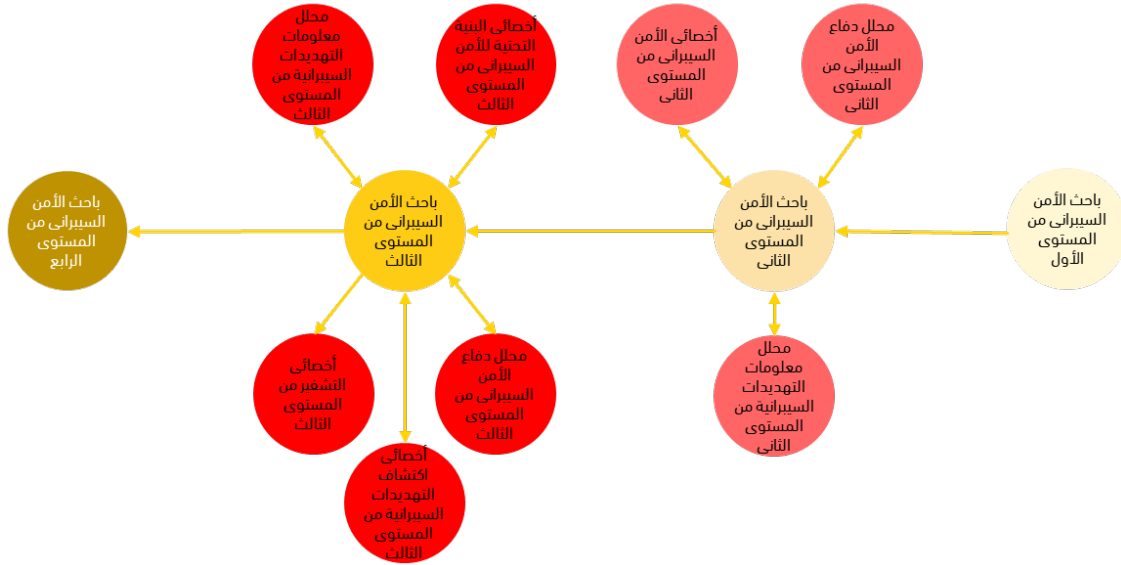 محلل دفاع
الأمن
السيبرانى من
المستوى
الثانى
أخصائى الأمن
السيبرانى من
المستوى
الثانى
أخصائى البنية
التحتية للأمن
السيبرانى من
المستوى
الثالث
محلل
معلومات
التهديدات
السيبرانية من
المستوى
الثالث
باحث الأمن
السيبرانى من
المستوى
الأول
باحث الأمن
السيبرانى من
المستوى
الثانى
باحث الأمن
السيبرانى من
المستوى
الثالث
باحث الأمن
السيبرانى من
المستوى
الرابع
محلل
معلومات
التهديدات
السيبرانية من
المستوى
الثانى
محلل دفاع
الأمن
السيبرانى من
المستوى
الثالث
أخصائى
التشفير من
المستوى
الثالث
أخصائى
اكتشاف
التهديدات
السيبرانية من
المستوى
الثالث